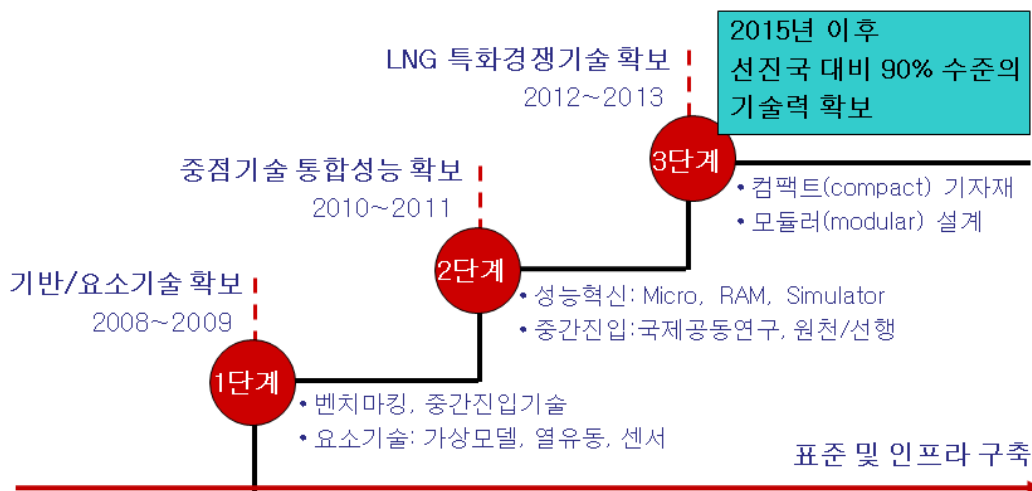 2015년 이후
선진국 대비 90% 수준의
기술력 확보
LNG 특화경쟁기술 확보
2012~2013
3단계
• 컴팩트(compact) 기자재
• 모듈러(modular) 설계
중점기술 통합성능 확보
2010~2011
2단계
• 성능혁신: Micro, RAM, Simulator
• 중간진입:국제공동연구, 원천/선행
기반/요소기술 확보
2008~2009
1단계
• 벤치마킹, 중간진입기술
• 요소기술: 가상모델, 열유동, 센서
표준 및 인프라 구축